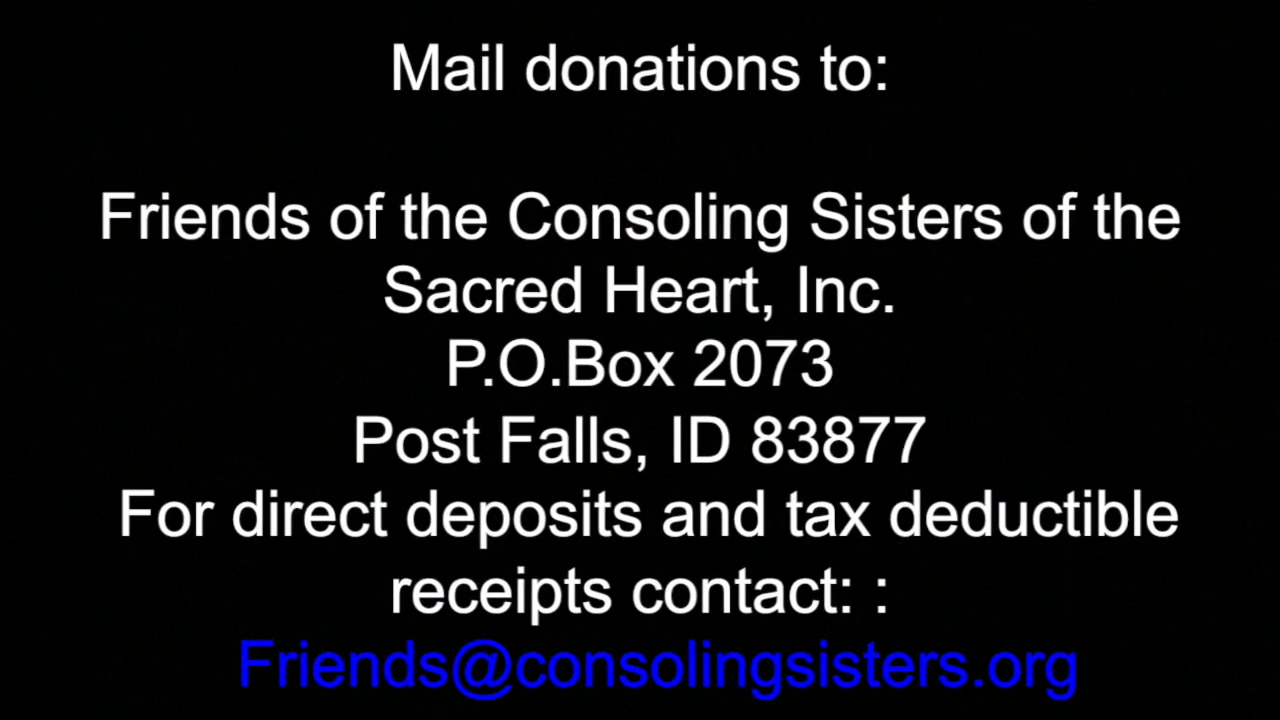 Mail donations to:
Friends of the Consoling Sisters of the
Sacred Heart, Inc.
P.O.Box 2073
Post Falls, ID 83877
For direct deposits and tax deductible
receipts contact: :
Friends@consolingsisters.org